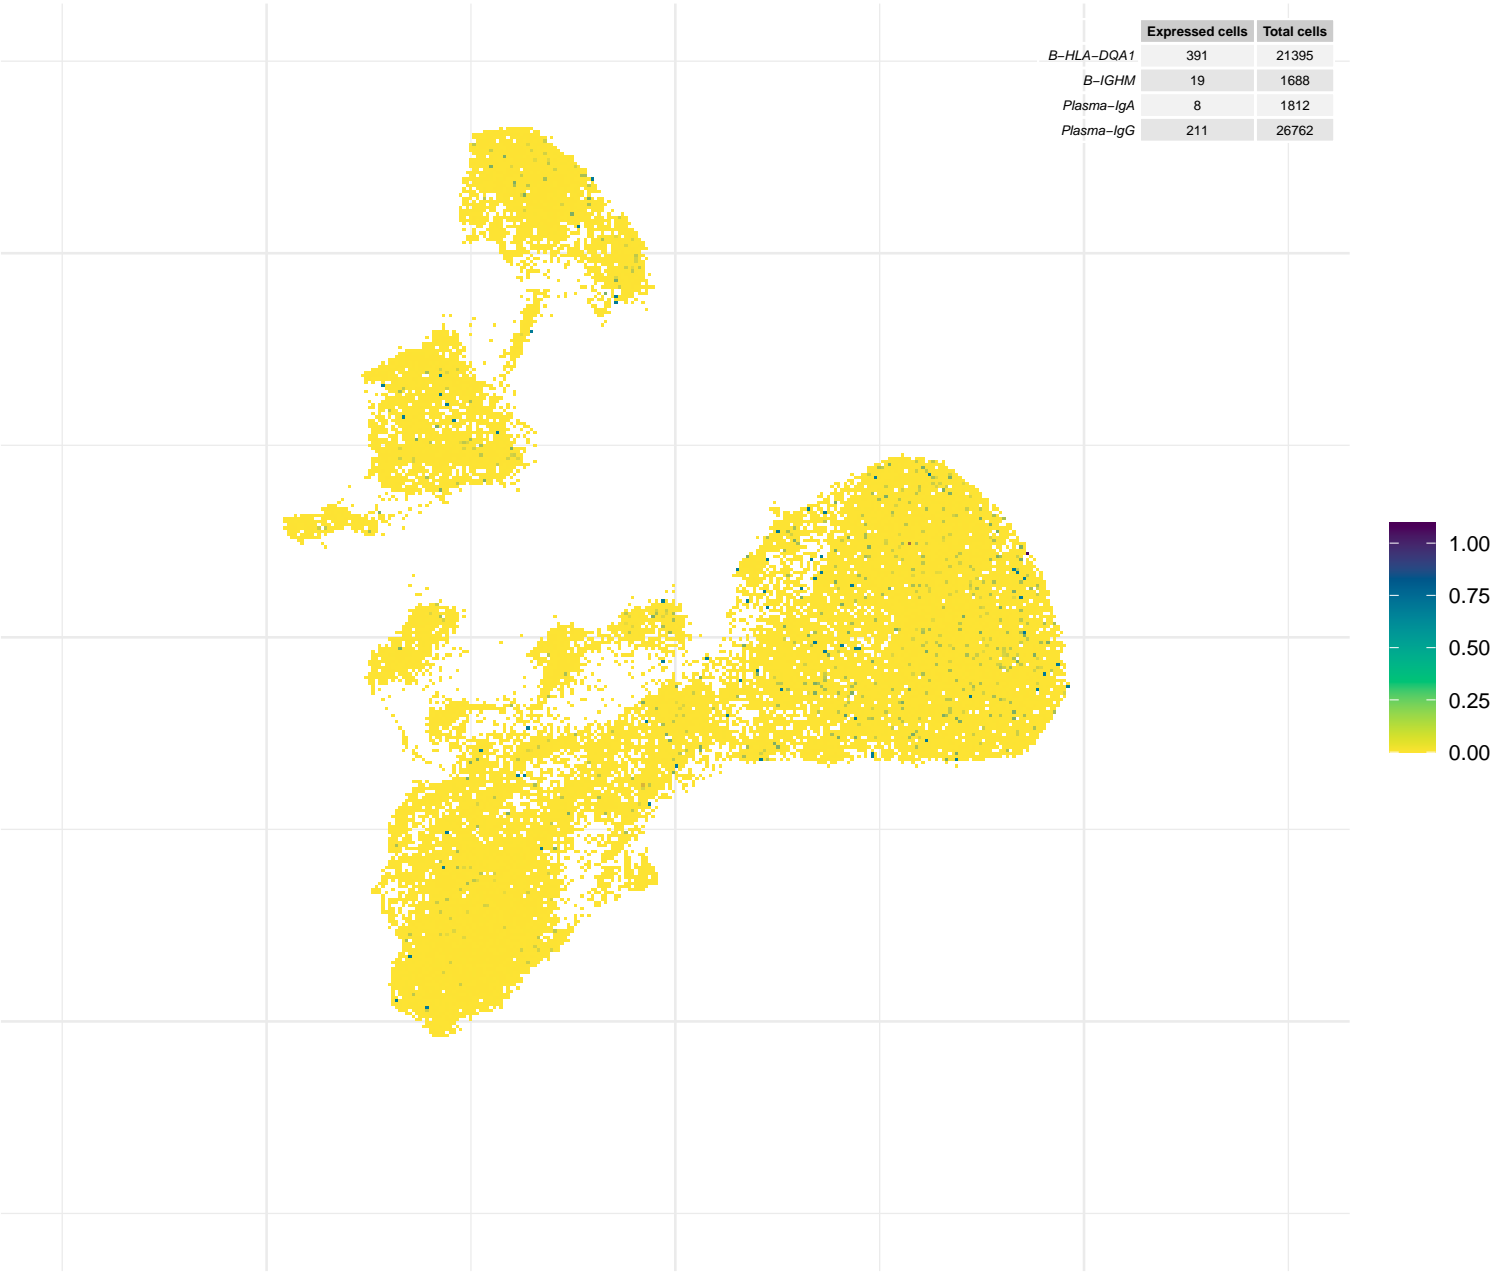 Expressed cells Total cells
B−HLA−DQA1 391 21395
B−IGHM 19 1688
Plasma−IgA 8 1812
Plasma−IgG 211 26762
1.00
0.75
0.50
0.25
0.00